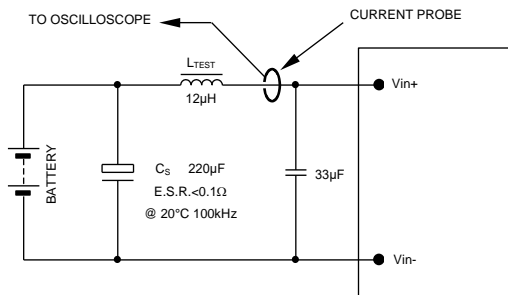 TO OSCILLOSCOPE
CURRENT PROBE
LTEST
12µH
Vin+
BATTERY
CS 220µF
E.S.R.<0.1Ω
@ 20°C 100kHz
33µF
Vin-